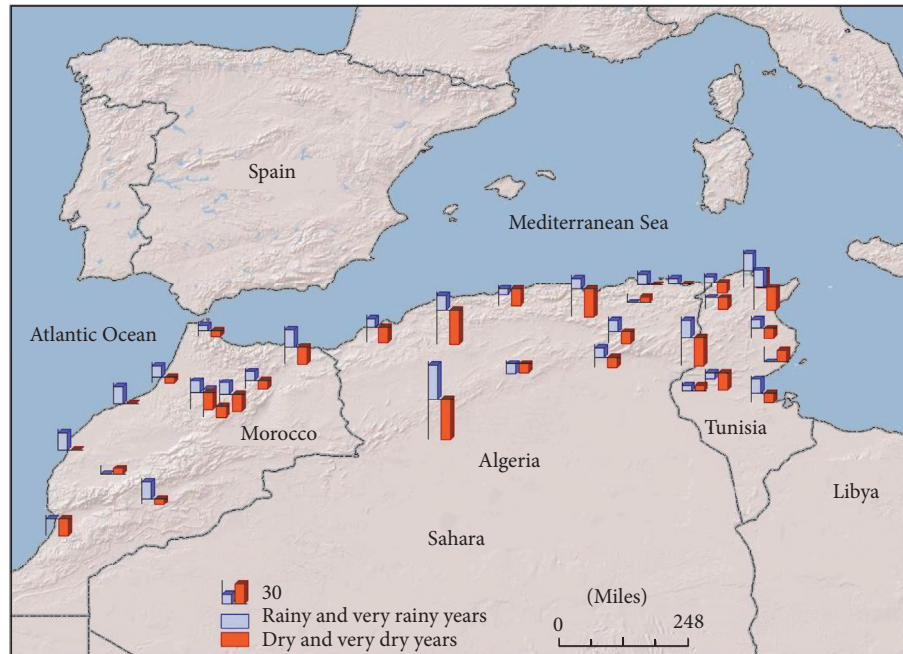 Spain
Mediterranean Sea
Atlantic Ocean
Morocco
Algeria
Tunisia
Libya
Sahara
30
Rainy and very rainy years
Dry and very dry years
(Miles)
0 248